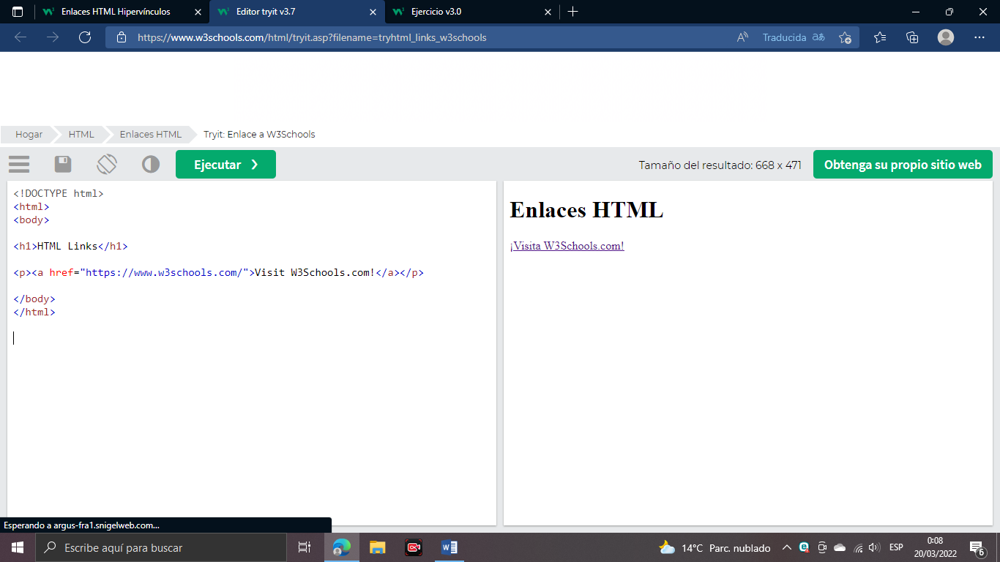 Enlaces HTML Hipervínculos
Editor tryit v3.7
Ejercicio v3.0
https://www.w3schools.com/html/tryit.asp?filename=tryhtml_links_w3schools
Traducida
Hogar
HTML
Enlaces HTML
Tryit: Enlace a W3Schools
Ejecutar ❯
Tamaño del resultado: 668 x 471
Obtenga su propio sitio web
<!DOCTYPE html>
<html>
<body>
<h1>HTML Links</h1>
<p><a href="https://www.w3schools.com/">Visit W3Schools.com!</a></p>
</body>
</html>
Enlaces HTML
¡Visita W3Schools.com!
Esperando a argus-fra1.snigelweb.com...
Escribe aquí para buscar
14°C Parc. nublado
ESP
0:08
20/03/2022
6